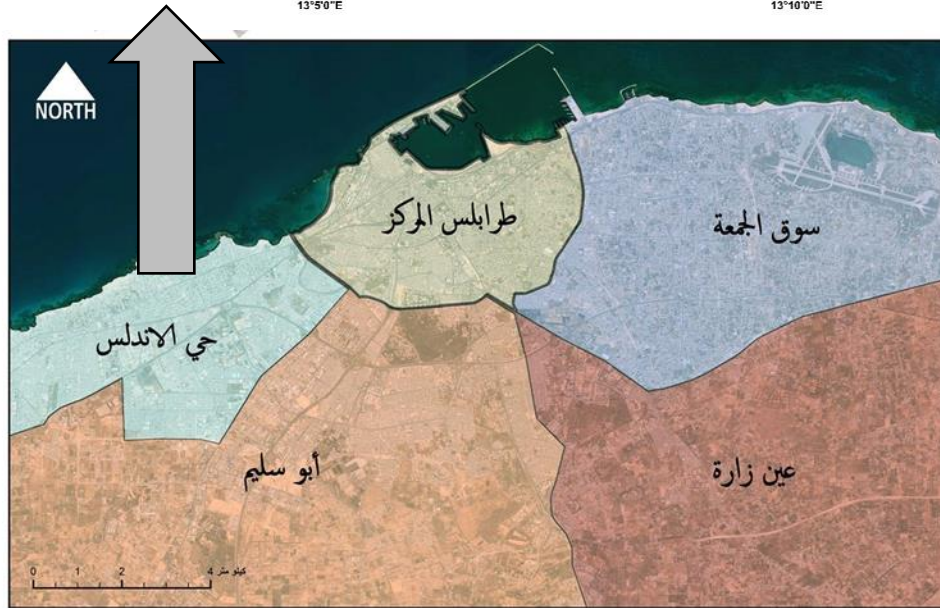 13°5'0"E 13°10'0"E
NORTH
طرابلس المركز
سوق الجمعة
حي الاندلس
أبو سليم
عين زارة
0 1 2 4 كيلو متر